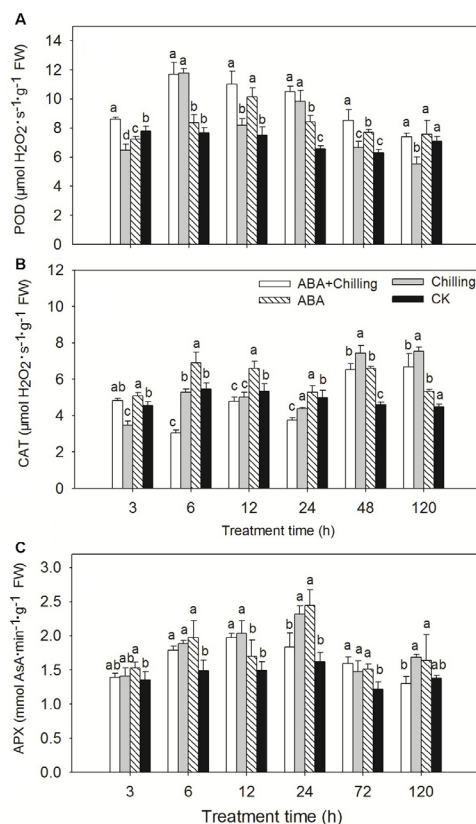 A
POD (μmol H2O2·s-1·g-1 FW)
14
12
10
8
6
4
2
0
a d c b
a a b b
a b a b
a a b c
a c b c
a b a a
B
CAT (μmol H2O2·s-1·g-1 FW)
12
10
8
6
4
2
0
ABA+Chilling
Chilling
ABA
CK
ab c a b
c b a b
c c a b
c a a b
b a b c
b a b a
3 6 12 24 48 120
Treatment time (h)
C
APX (mmol AsA·min-1·g-1 FW)
3.0
2.5
2.0
1.5
1.0
0.5
0.0
ab ab a b
a a a b
a a b b
b a a b
a a a b
b a a ab
3 6 12 24 72 120
Treatment time (h)